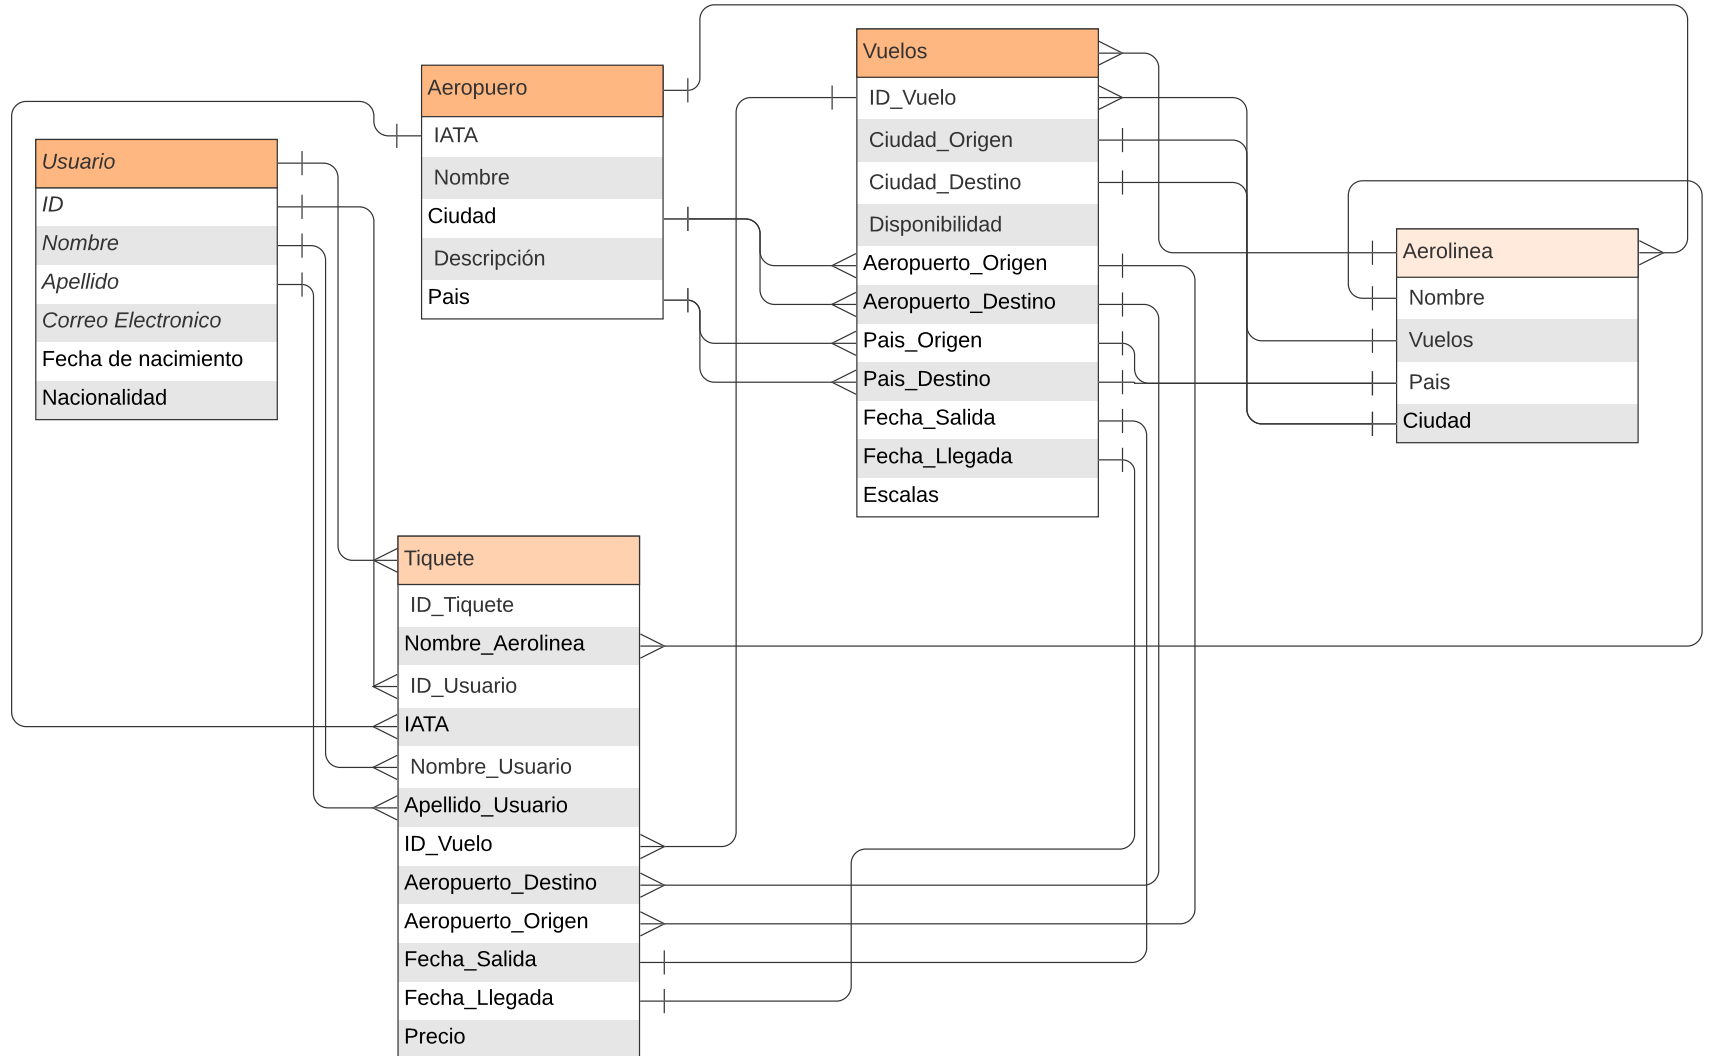 Usuario
ID
Nombre
Apellido
Correo Electronico
Fecha de nacimiento
Nacionalidad
Aeropuero
IATA
Nombre
Ciudad
Descripción
Pais
Vuelos
ID_Vuelo
Ciudad_Origen
Ciudad_Destino
Disponibilidad
Aeropuerto_Origen
Aeropuerto_Destino
Pais_Origen
Pais_Destino
Fecha_Salida
Fecha_Llegada
Escalas
Aerolinea
Nombre
Vuelos
Pais
Ciudad
Tiquete
ID_Tiquete
Nombre_Aerolinea
ID_Usuario
IATA
Nombre_Usuario
Apellido_Usuario
ID_Vuelo
Aeropuerto_Destino
Aeropuerto_Origen
Fecha_Salida
Fecha_Llegada
Precio